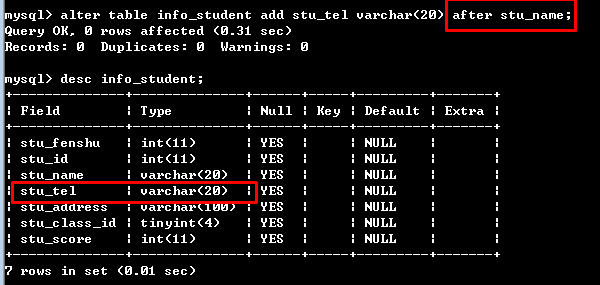 mysql> alter table info_student add stu_tel varchar(20) after stu_name;
Query OK, 0 rows affected (0.31 sec)
Records: 0  Duplicates: 0  Warnings: 0
mysql> desc info_student;
+--------------+--------------+------+-----+---------+-------+
| Field        | Type         | Null | Key | Default | Extra |
+--------------+--------------+------+-----+---------+-------+
| stu_fenshu   | int(11)      | YES  |     | NULL    |       |
| stu_id       | int(11)      | YES  |     | NULL    |       |
| stu_name     | varchar(20)  | YES  |     | NULL    |       |
| stu_tel      | varchar(20)  | YES  |     | NULL    |       |
| stu_address  | varchar(100) | YES  |     | NULL    |       |
| stu_class_id | tinyint(4)   | YES  |     | NULL    |       |
| stu_score    | int(11)      | YES  |     | NULL    |       |
+--------------+--------------+------+-----+---------+-------+
7 rows in set (0.01 sec)